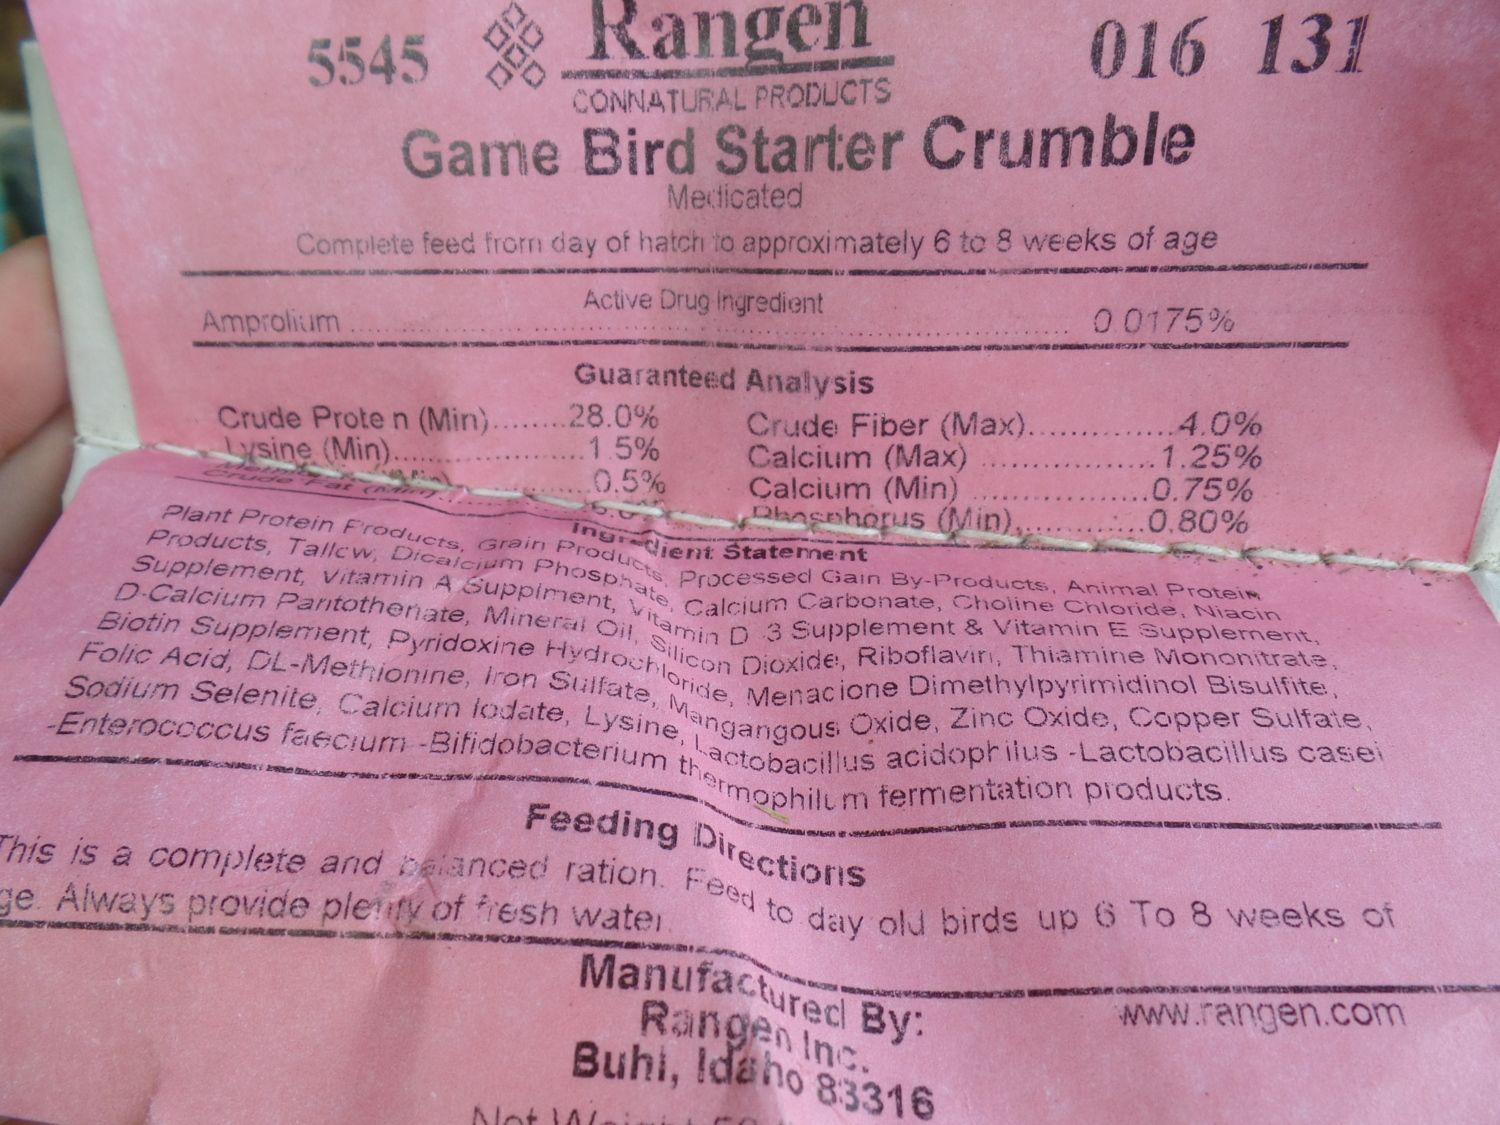 5545 Rangen 016 131
CONNATURAL PRODUCTS
Game Bird Starter Crumble
Medicated
Complete feed from day of hatch to approximately 6 to 8 weeks of age
Active Drug Ingredient
Amprolium ........ 0.0175%
Guaranteed Analysis
Crude Protein (Min)........28.0% Crude Fiber (Max)...............4.0%
Lysine (Min)....................1.5% Calcium (Max) ...............1.25%
(Min) ..........0.5% Calcium (Min) ...............0.75%
Crude Fat (Min) Phosphorus (Min)..............0.80%
Ingredient Statement
Plant Protein Products, Grain Products, Processed Gain By-Products, Animal Protein
Products, Tallow, Dicalcium Phosphate, Calcium Carbonate, Choline Chloride, Niacin
Supplement, Vitamin A Suppliment, Vitamin D 3 Supplement & Vitamin E Supplement,
D-Calcium Pantothenate, Mineral Oil, Silicon Dioxide, Riboflavin, Thiamine Mononitrate,
Biotin Supplement, Pyridoxine Hydrochloride, Menacione Dimethylpyrimidinol Bisulfite,
Folic Acid, DL-Methionine, Iron Sulfate, Mangangous Oxide, Zinc Oxide, Copper Sulfate,
Sodium Selenite, Calcium Iodate, Lysine, Lactobacillus acidophilus -Lactobacillus casei
-Enterococcus faecium -Bifidobacterium thermophilum fermentation products.
Feeding Directions
This is a complete and balanced ration. Feed to day old birds up 6 To 8 weeks of
ge. Always provide plenty of fresh water.
Manufactured By: www.rangen.com
Rangen Inc.
Buhl, Idaho 83316
Net Weight